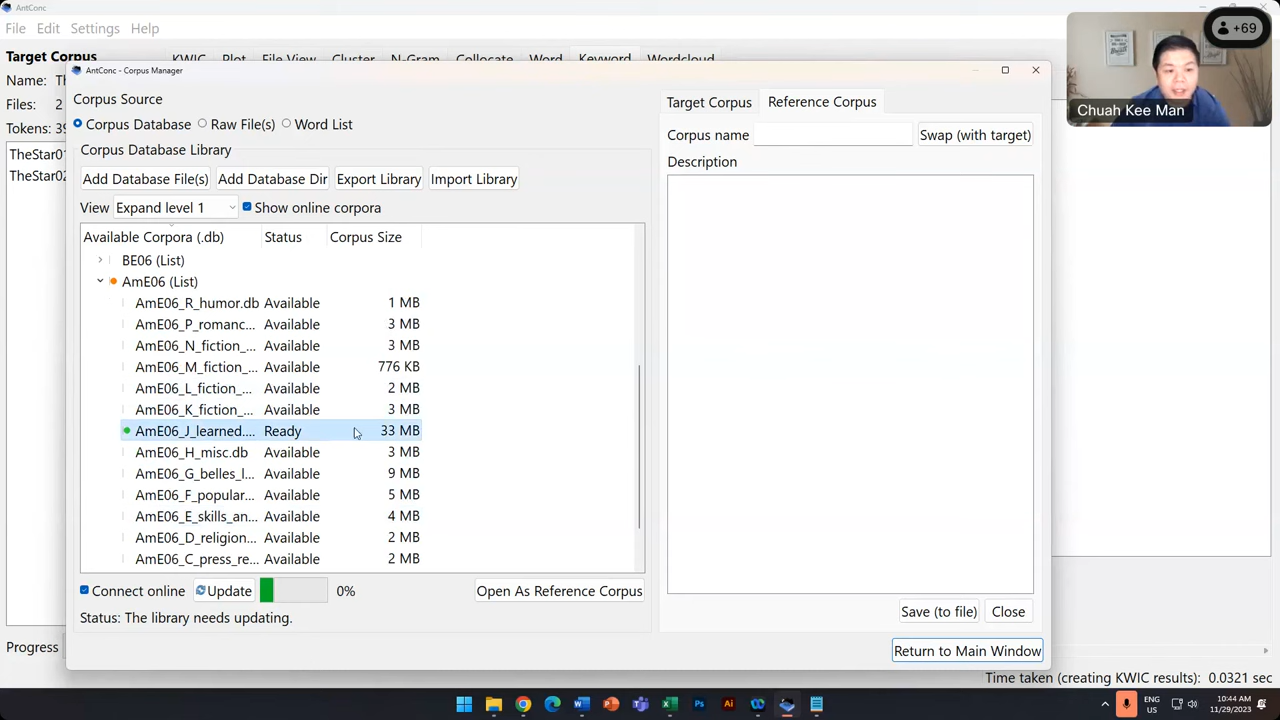 AntConc
File Edit Settings Help
Target Corpus
KWIC Plot File View Cluster N-Gram Collocate Word Keyword Wordcloud
+69
Chuah Kee Man
Files: 2
Tokens: 39
TheStar01
TheStar02
Progress
AntConc - Corpus Manager
Corpus Source
Corpus Database Raw File(s) Word List
Corpus Database Library
Add Database File(s) Add Database Dir Export Library Import Library
View Expand level 1 Show online corpora
Available Corpora (.db) Status Corpus Size
BE06 (List)
AmE06 (List)
AmE06_R_humor.db Available 1 MB
AmE06_P_romanc... Available 3 MB
AmE06_N_fiction_... Available 3 MB
AmE06_M_fiction_... Available 776 KB
AmE06_L_fiction_... Available 2 MB
AmE06_K_fiction_... Available 3 MB
AmE06_J_learned.... Ready 33 MB
AmE06_H_misc.db Available 3 MB
AmE06_G_belles_l... Available 9 MB
AmE06_F_popular... Available 5 MB
AmE06_E_skills_an... Available 4 MB
AmE06_D_religion... Available 2 MB
AmE06_C_press_re... Available 2 MB
Connect online Update 0% Open As Reference Corpus
Status: The library needs updating.
Target Corpus Reference Corpus
Corpus name Swap (with target)
Description
Save (to file) Close
Return to Main Window
Time taken (creating KWIC results): 0.0321 sec
ENG
US
10:44 AM
11/29/2023